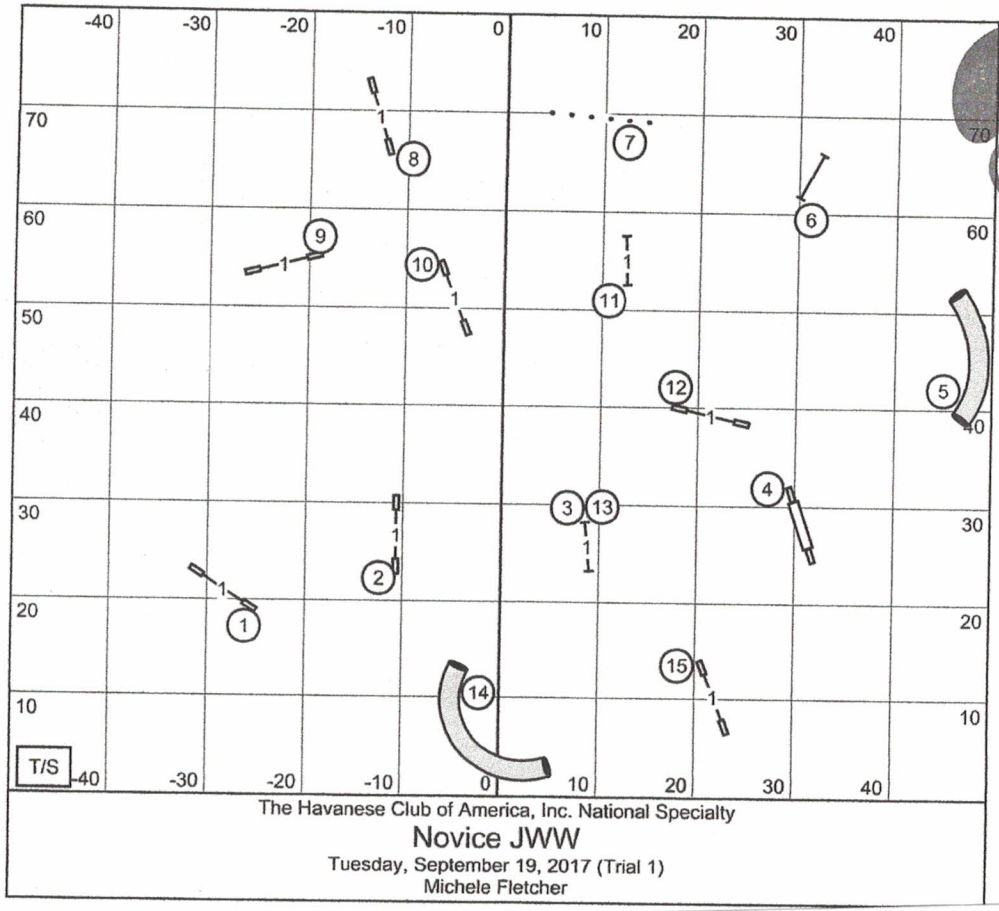 -40 -30 -20 -10 0 10 20 30 40
70 1 7 70
8
60 9 6 60
1 10 1 1
50 11
12 5
40 1 40
30 3 13 4 30
1 2 1
1
20 1 20
15
10 14 1 10
T/S -40 -30 -20 -10 0 10 20 30 40
The Havanese Club of America, Inc. National Specialty
Novice JWW
Tuesday, September 19, 2017 (Trial 1)
Michele Fletcher